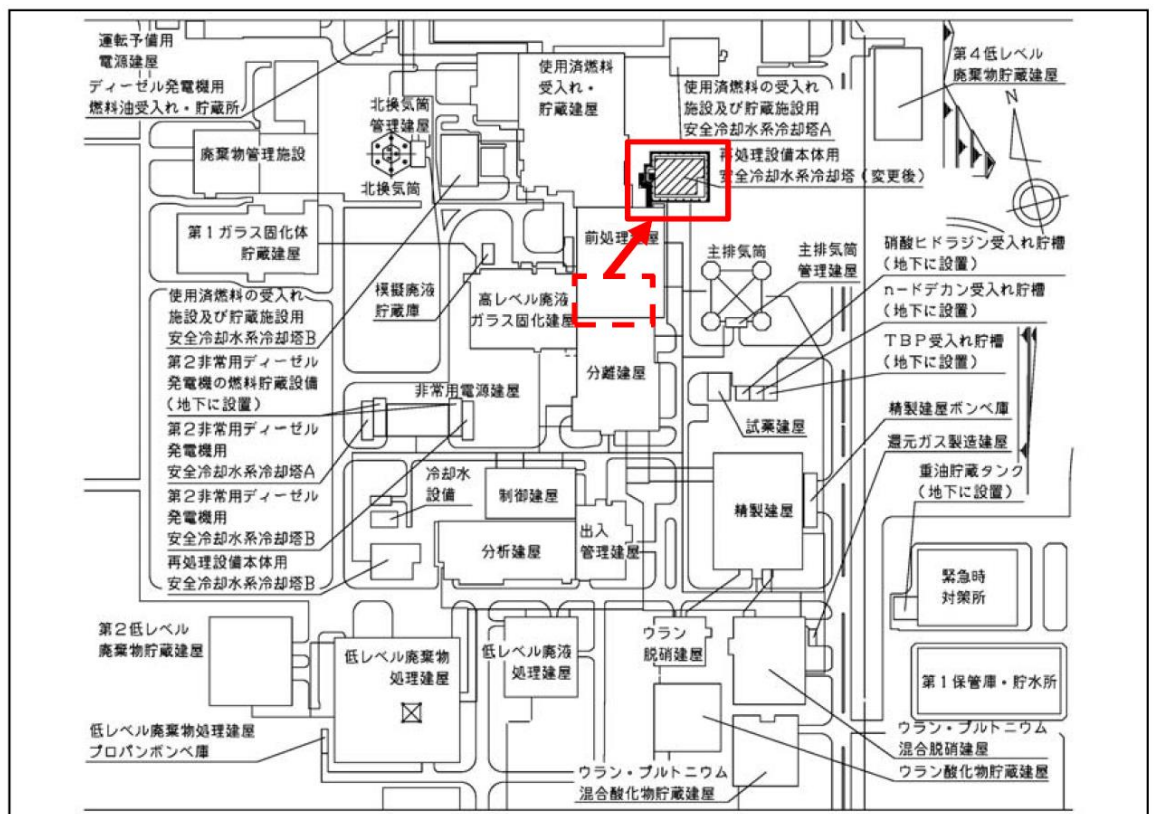 運転予備用
電源建屋
ディーゼル発電機用
燃料油受入れ・貯蔵所
北換気筒
管理建屋
使用済燃料
受入れ・
貯蔵建屋
使用済燃料の受入れ
施設及び貯蔵施設用
安全冷却水系冷却塔A
第4低レベル
廃棄物貯蔵建屋
N
廃棄物管理施設
北換気筒
再処理設備本体用
安全冷却水系冷却塔(変更後)
第1ガラス固化体
貯蔵建屋
前処理建屋
主排気筒
主排気筒
管理建屋
硝酸ヒドラジン受入れ貯槽
(地下に設置)
n-ドデカン受入れ貯槽
(地下に設置)
TBP受入れ貯槽
(地下に設置)
使用済燃料の受入れ
施設及び貯蔵施設用
安全冷却水系冷却塔B
模擬廃液
貯蔵庫
高レベル廃液
ガラス固化建屋
第2非常用ディーゼル
発電機の燃料貯蔵設備
(地下に設置)
非常用電源建屋
分離建屋
試薬建屋
精製建屋ボンベ庫
還元ガス製造建屋
重油貯蔵タンク
(地下に設置)
第2非常用ディーゼル
発電機用
安全冷却水系冷却塔A
第2非常用ディーゼル
発電機用
安全冷却水系冷却塔B
冷却水
設備
制御建屋
精製建屋
再処理設備本体用
安全冷却水系冷却塔B
分析建屋
出入
管理建屋
緊急時
対策所
第2低レベル
廃棄物貯蔵建屋
低レベル廃棄物
処理建屋
低レベル廃液
処理建屋
ウラン
脱硝建屋
第1保管庫・貯水所
低レベル廃棄物処理建屋
プロパンボンベ庫
ウラン・プルトニウム
混合脱硝建屋
ウラン酸化物貯蔵建屋
ウラン・プルトニウム
混合酸化物貯蔵建屋